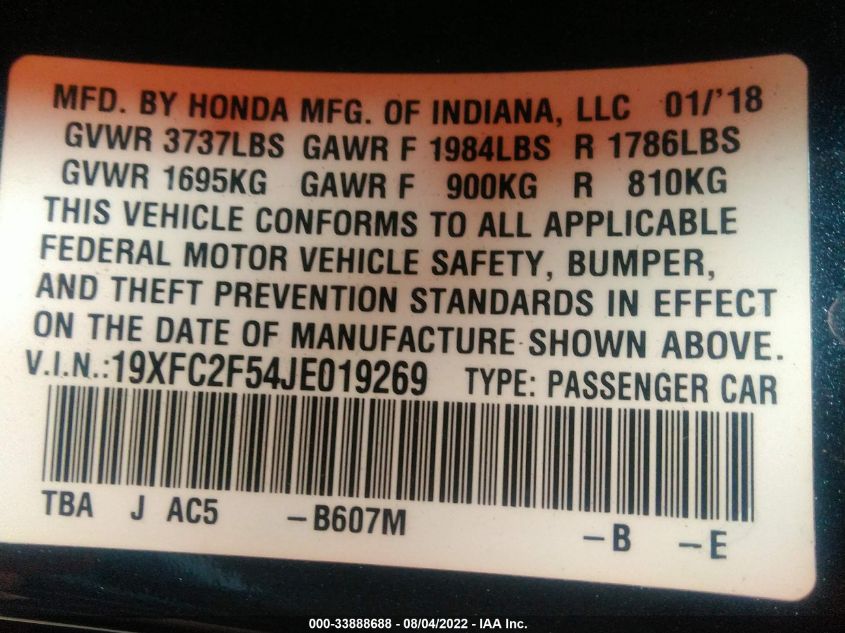 MFD. BY HONDA MFG. OF INDIANA, LLC 01/'18
GVWR 3737LBS GAWR F 1984LBS R 1786LBS
GVWR 1695KG GAWR F 900KG R 810KG
THIS VEHICLE CONFORMS TO ALL APPLICABLE
FEDERAL MOTOR VEHICLE SAFETY, BUMPER,
AND THEFT PREVENTION STANDARDS IN EFFECT
ON THE DATE OF MANUFACTURE SHOWN ABOVE.
V.I.N.:19XFC2F54JE019269 TYPE: PASSENGER CAR
TBA J AC5 -B607M -B -E
000-33888688 - 08/04/2022 - IAA Inc.